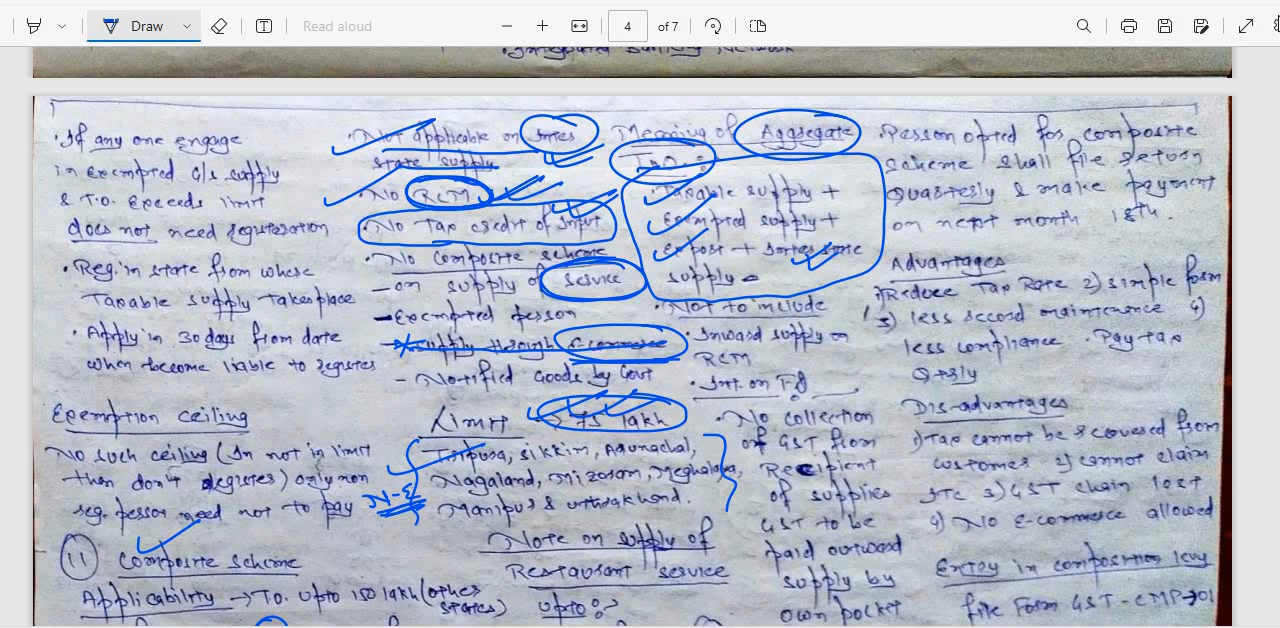 Draw
Read aloud
4
of 7
• If any one engage
in Exempted G/s supply
& T.O. Exceeds limit
does not need registeration
• Reg. in state from where
Taxable supply takes place
• Apply in 30 days from date
when become liable to register
Exemption Ceiling
No such ceiling (In not in limit
then don't register) only non
reg. person need not to pay
11 Composite Scheme
Applicability → T.O. upto 150 lakh (other
states)
• Not applicable on Inter
state supply
• No RCM
• No Tax credit of Input
• No composite scheme
- on supply of Service
- Exempted person
- supply through E commerce
- Notified Goods by Govt
Limit → 75 lakh
Tripura, Sikkim, Arunachal,
Nagaland, Mizoram, Meghalaya,
Manipur & Uttrakhand.
N-E
Note on supply of
Restaurant service
upto :-
Meaning of Aggregate
T.O. :
• Taxable supply +
• Exempted supply +
Export + Inter state
supply
• Not to include
• Inward supply on
RCM
• Int. on F.D
• No collection
of GST from
Recipient
of supplies
GST to be
paid outward
supply by
own pocket
Person opted for composite
scheme shall file return
Quarterly & make payment
on next month 18th.
Advantages
1) Reduce Tax Rate 2) simple form
3) less record maintenence 4)
less compliance . Pay tax
Qtrly
Dis-advantages
1) Tax cannot be recovered from
customer 2) cannot claim
ITC 3) GST chain lost
4) No E-commerce allowed
Entry in composition levy
file Form GST-CMP→01